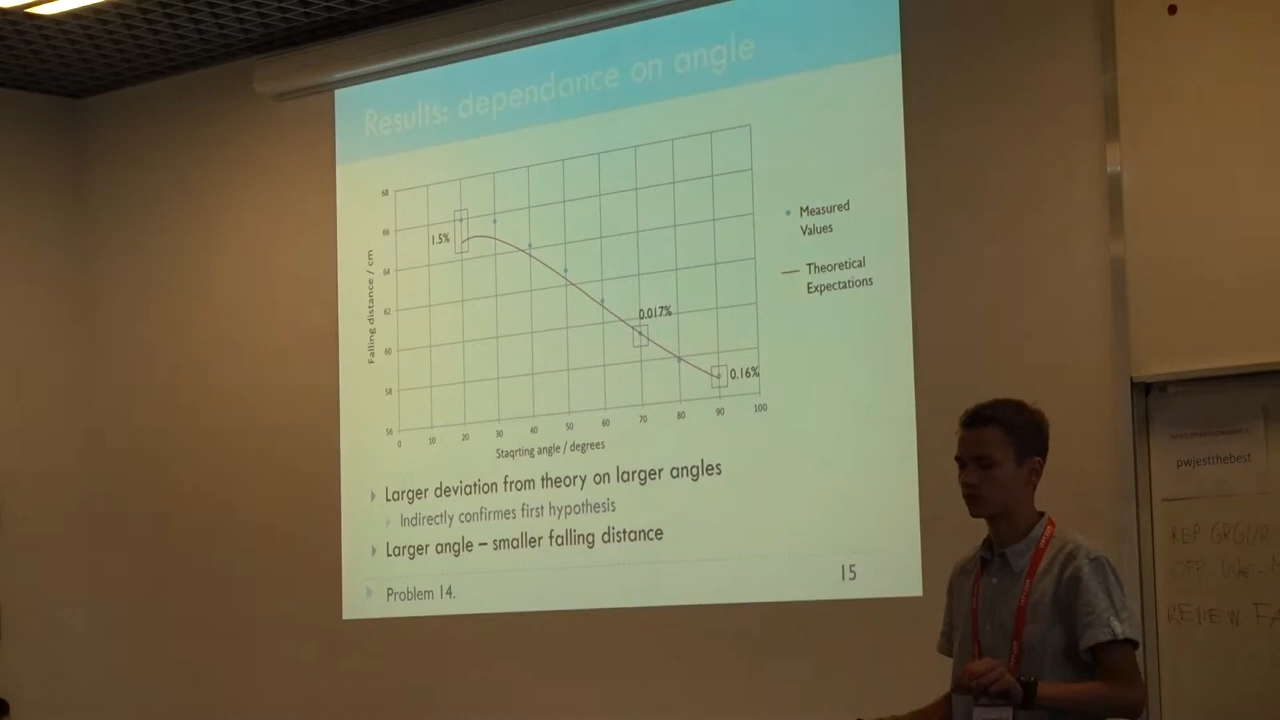 Results: dependance on angle
68
66
64
62
60
58
56
Falling distance / cm
1.5%
0.017%
0.16%
0
10
20
30
40
50
60
70
80
90
100
Staqrting angle / degrees
Measured
Values
Theoretical
Expectations
Larger deviation from theory on larger angles
Indirectly confirmes first hypothesis
Larger angle – smaller falling distance
Problem 14.
15
pwjestthebest
REP
OPP
REVIEW